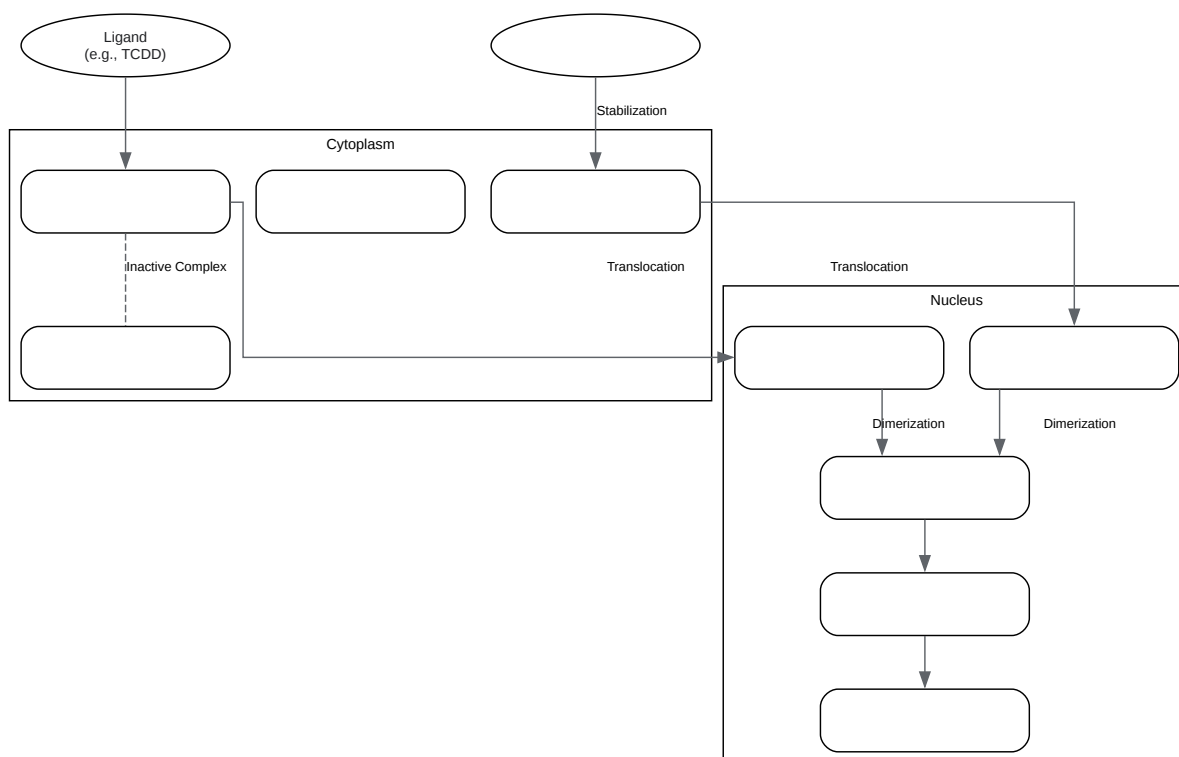 Ligand
(e.g., TCDD)
Stabilization
Cytoplasm
Inactive Complex
Translocation
Translocation
Nucleus
Dimerization
Dimerization